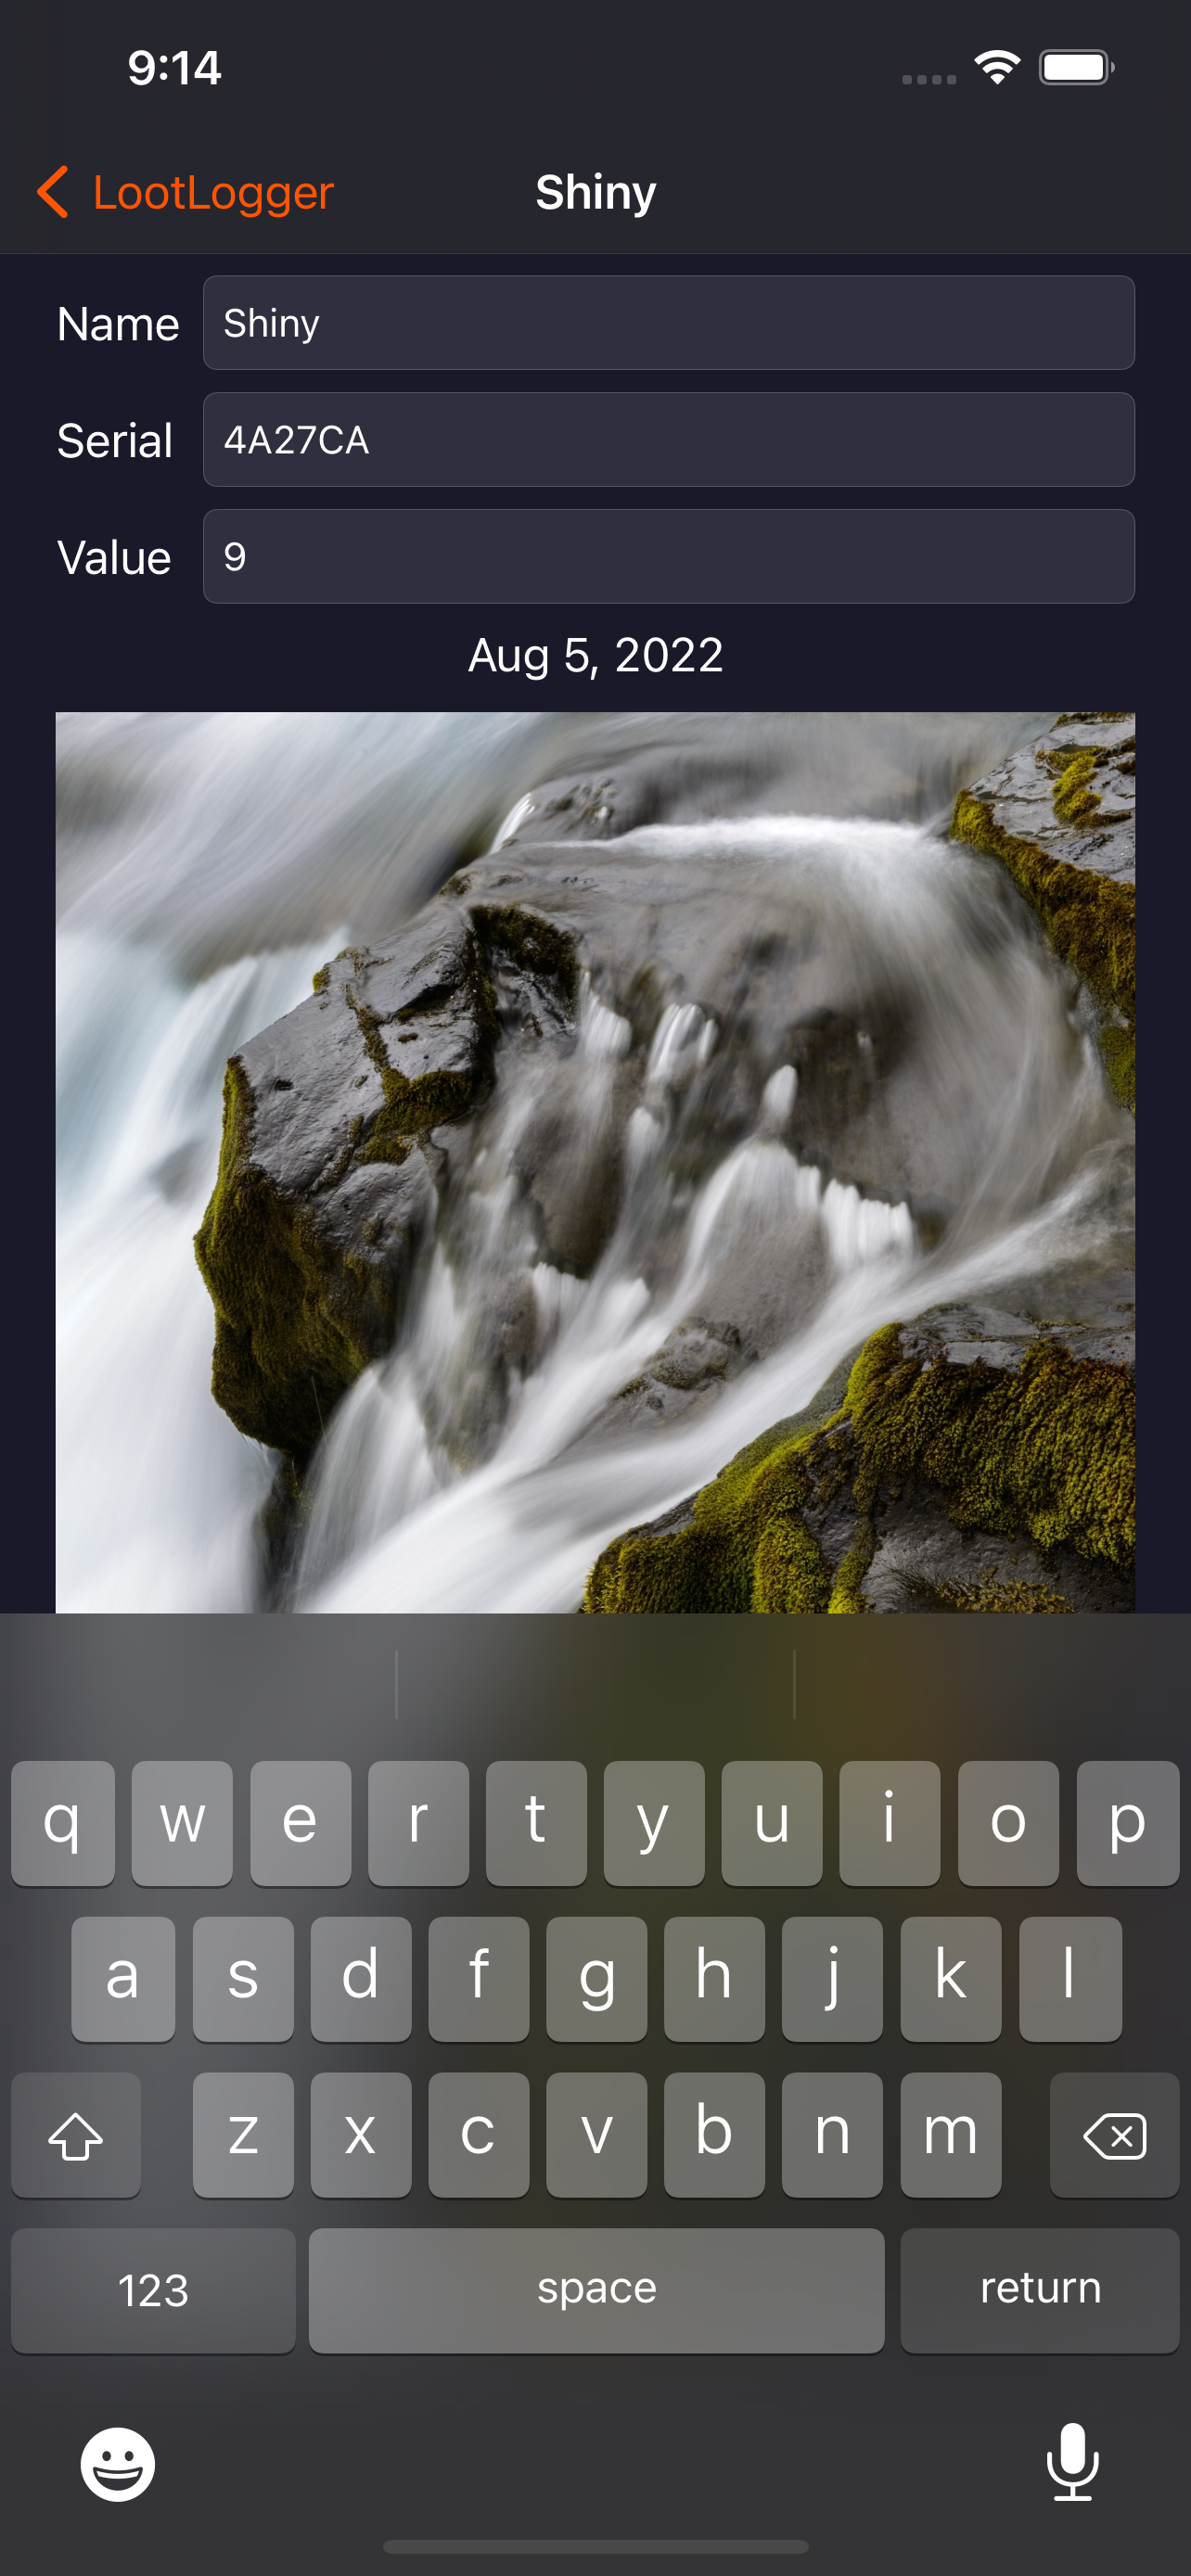 9:14
LootLogger Shiny
Name Shiny
Serial 4A27CA
Value 9
Aug 5, 2022
q w e r t y u i o p
a s d f g h j k l
z x c v b n m
123 space return